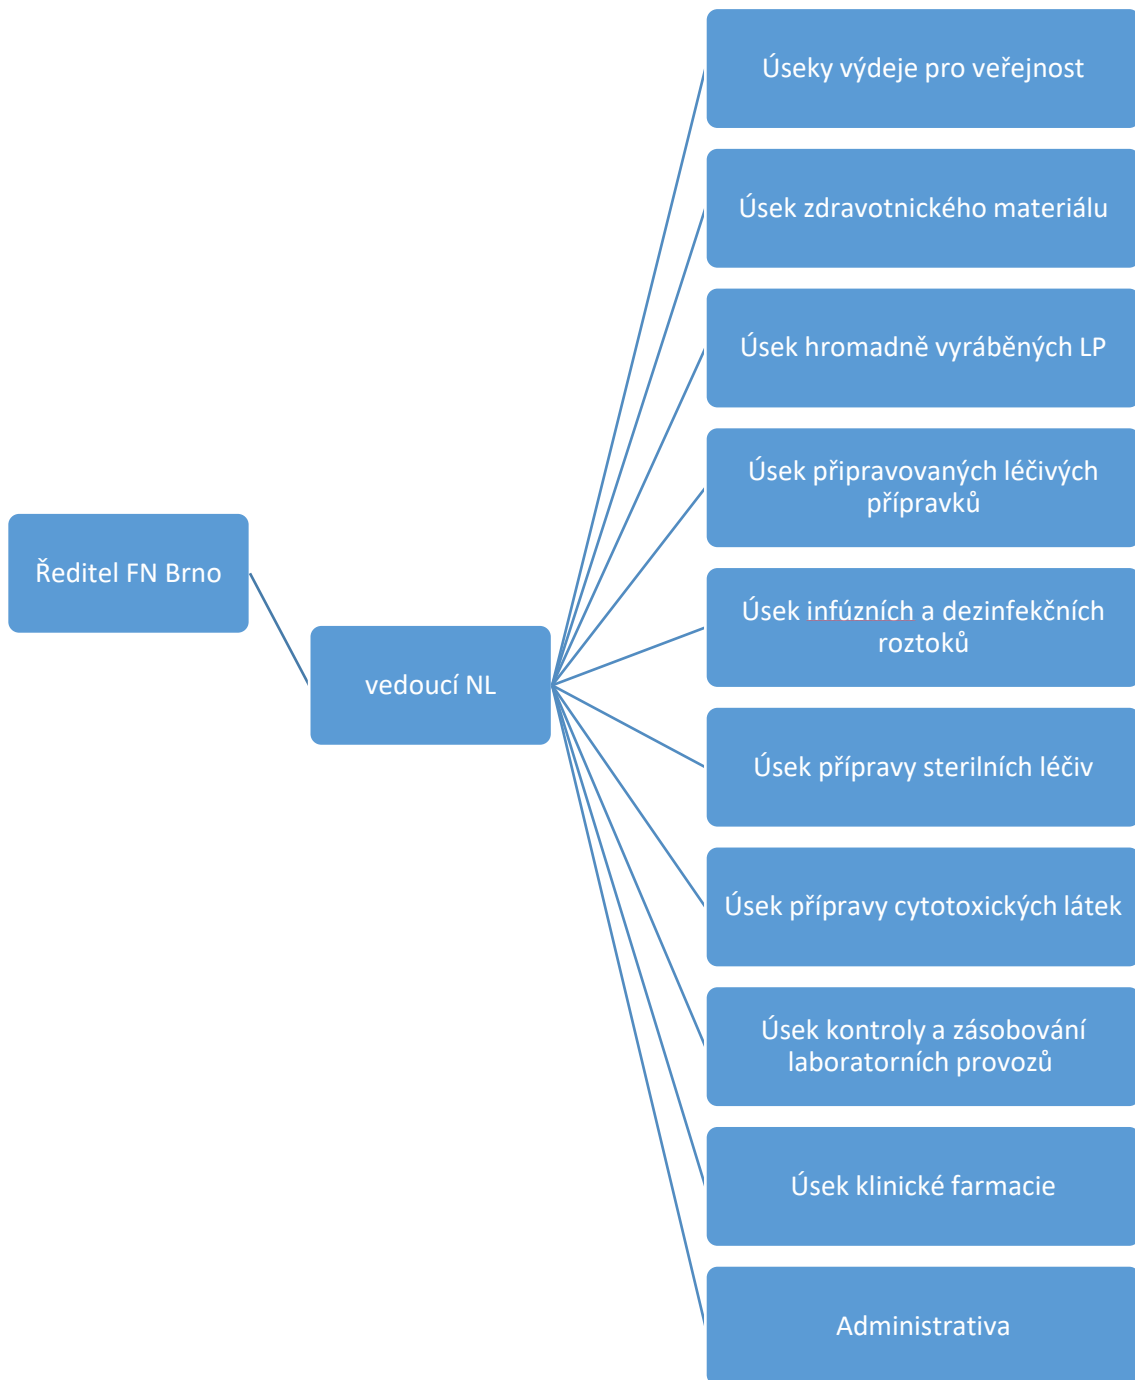 Úseky výdeje pro veřejnost
Úsek zdravotnického materiálu
Úsek hromadně vyráběných LP
Úsek připravovaných léčivých
přípravků
Ředitel FN Brno
Úsek infúzních a dezinfekčních
roztoků
vedoucí NL
Úsek přípravy sterilních léčiv
Úsek přípravy cytotoxických látek
Úsek kontroly a zásobování
laboratorních provozů
Úsek klinické farmacie
Administrativa